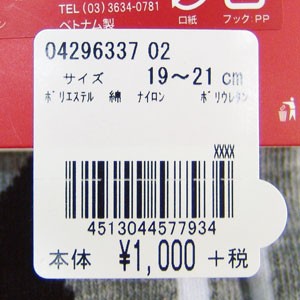 TEL (03) 3634-0781
ベトナム製
口紙 フック PP
04296337 02
サイズ 19～21 cm
ポリエステル 綿 ナイロン ポリウレタン
XXXX
4513044577934
本体 ¥1,000 +税